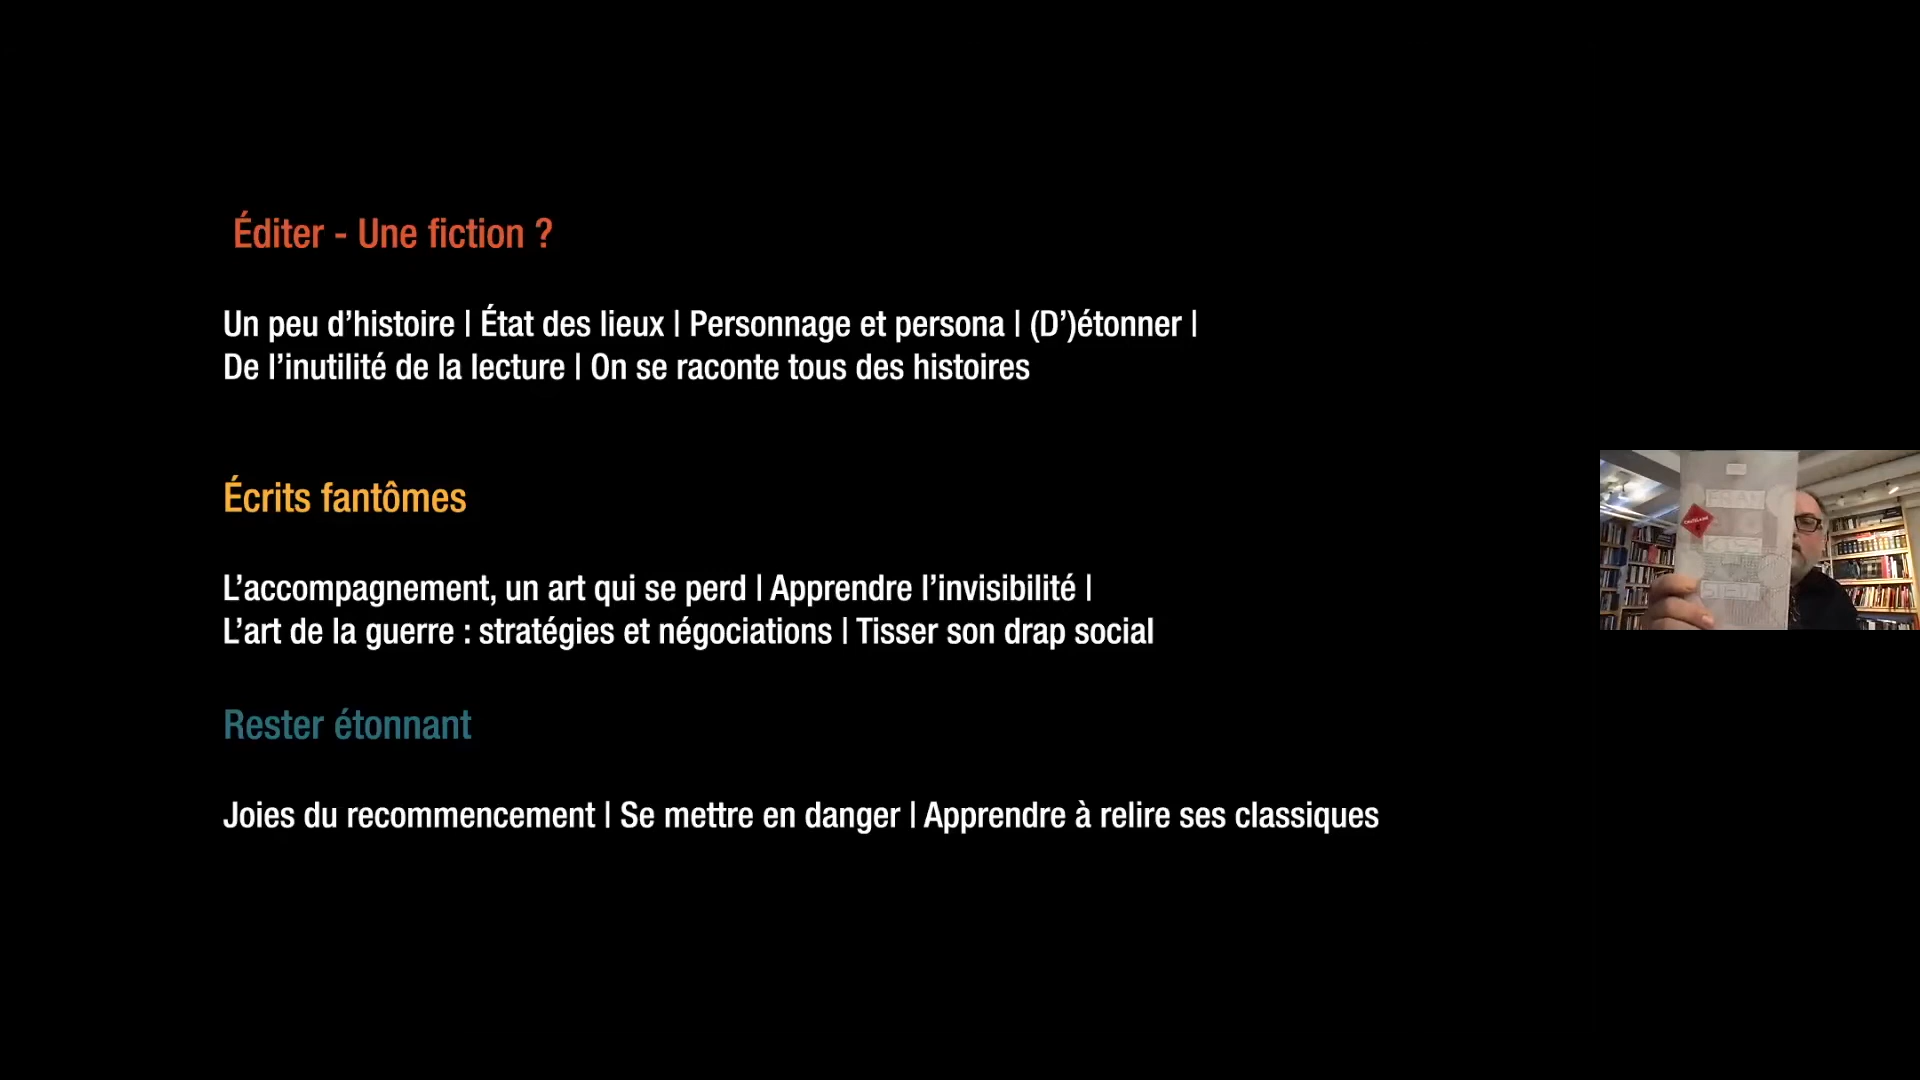 Éditer - Une fiction ?
Un peu d’histoire | État des lieux | Personnage et persona | (D’)étonner |
De l’inutilité de la lecture | On se raconte tous des histoires
Écrits fantômes
L’accompagnement, un art qui se perd | Apprendre l’invisibilité |
L’art de la guerre : stratégies et négociations | Tisser son drap social
Rester étonnant
Joies du recommencement | Se mettre en danger | Apprendre à relire ses classiques